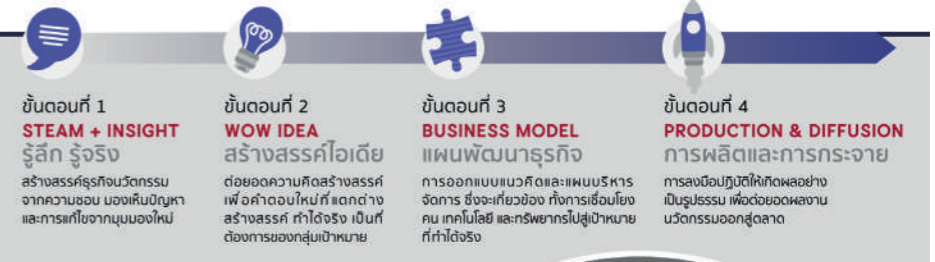 ขั้นตอนที่ 1
STEAM + INSIGHT
รู้ลึก รู้จริง
สร้างสรรค์ธุรกิจนวัตกรรม
จากความชอบ มองเห็นปัญหา
และการแก้ไขจากมุมมองใหม่
ขั้นตอนที่ 2
WOW IDEA
สร้างสรรค์ไอเดีย
ต่อยอดความคิดสร้างสรรค์
เพื่อคำตอบใหม่ที่แตกต่าง
สร้างสรรค์ ทำได้จริง เป็นที่
ต้องการของกลุ่มเป้าหมาย
ขั้นตอนที่ 3
BUSINESS MODEL
แผนพัฒนาธุรกิจ
การออกแบบแนวคิดและแผนบริหาร
จัดการ ซึ่งจะเกี่ยวข้อง ทั้งการเชื่อมโยง
คน เทคโนโลยี และทรัพยากรไปสู่เป้าหมาย
ที่ทำได้จริง
ขั้นตอนที่ 4
PRODUCTION & DIFFUSION
การผลิตและการกระจาย
การลงมือปฏิบัติให้เกิดผลอย่าง
เป็นรูปธรรม เพื่อต่อยอดผลงาน
นวัตกรรมออกสู่ตลาด